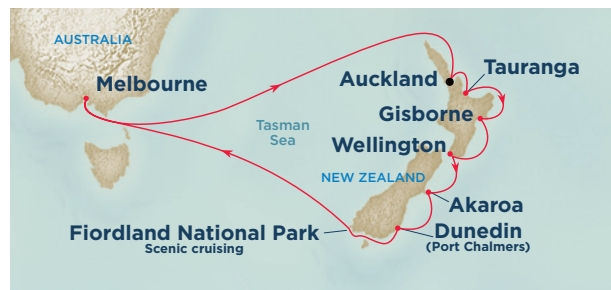 AUSTRALIA
Melbourne
Auckland
Tauranga
Gisborne
Tasman
Sea
Wellington
NEW ZEALAND
Akaroa
Fiordland National Park
Scenic cruising
Dunedin
(Port Chalmers)